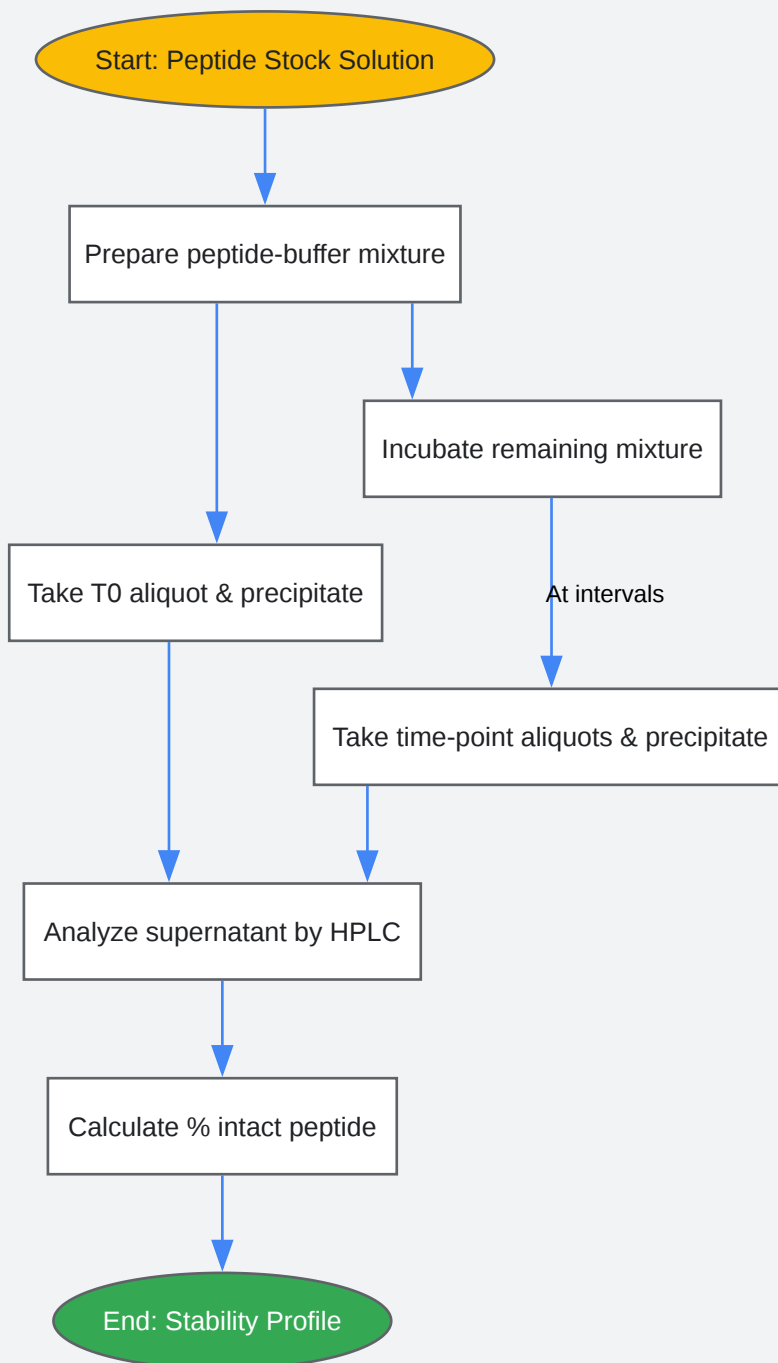 Start: Peptide Stock Solution
Prepare peptide-buffer mixture
Incubate remaining mixture
Take T0 aliquot & precipitate
At intervals
Take time-point aliquots & precipitate
Analyze supernatant by HPLC
Calculate % intact peptide
End: Stability Profile